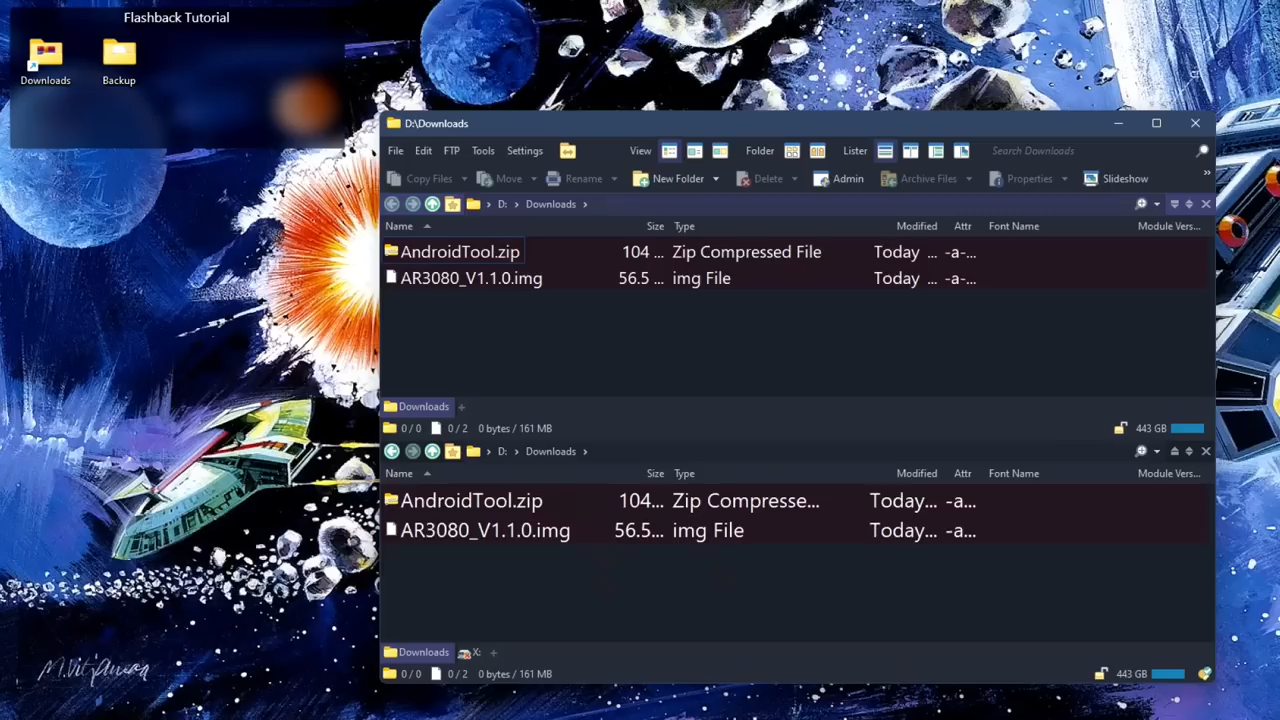 Flashback Tutorial
Downloads
Backup
D:\Downloads
File Edit FTP Tools Settings View Folder Lister Search Downloads
Copy Files Move Rename New Folder Delete Admin Archive Files Properties Slideshow »
› D: › Downloads ›
Name Size Type Modified Attr Font Name Module Vers...
AndroidTool.zip 104 ... Zip Compressed File Today ... -a-...
AR3080_V1.1.0.img 56.5 ... img File Today ... -a-...
Downloads +
0 / 0 0 / 2 0 bytes / 161 MB 443 GB
› D: › Downloads ›
Name Size Type Modified Attr Font Name Module Vers...
AndroidTool.zip 104... Zip Compresse... Today... -a...
AR3080_V1.1.0.img 56.5... img File Today... -a...
Downloads X: +
0 / 0 0 / 2 0 bytes / 161 MB 443 GB